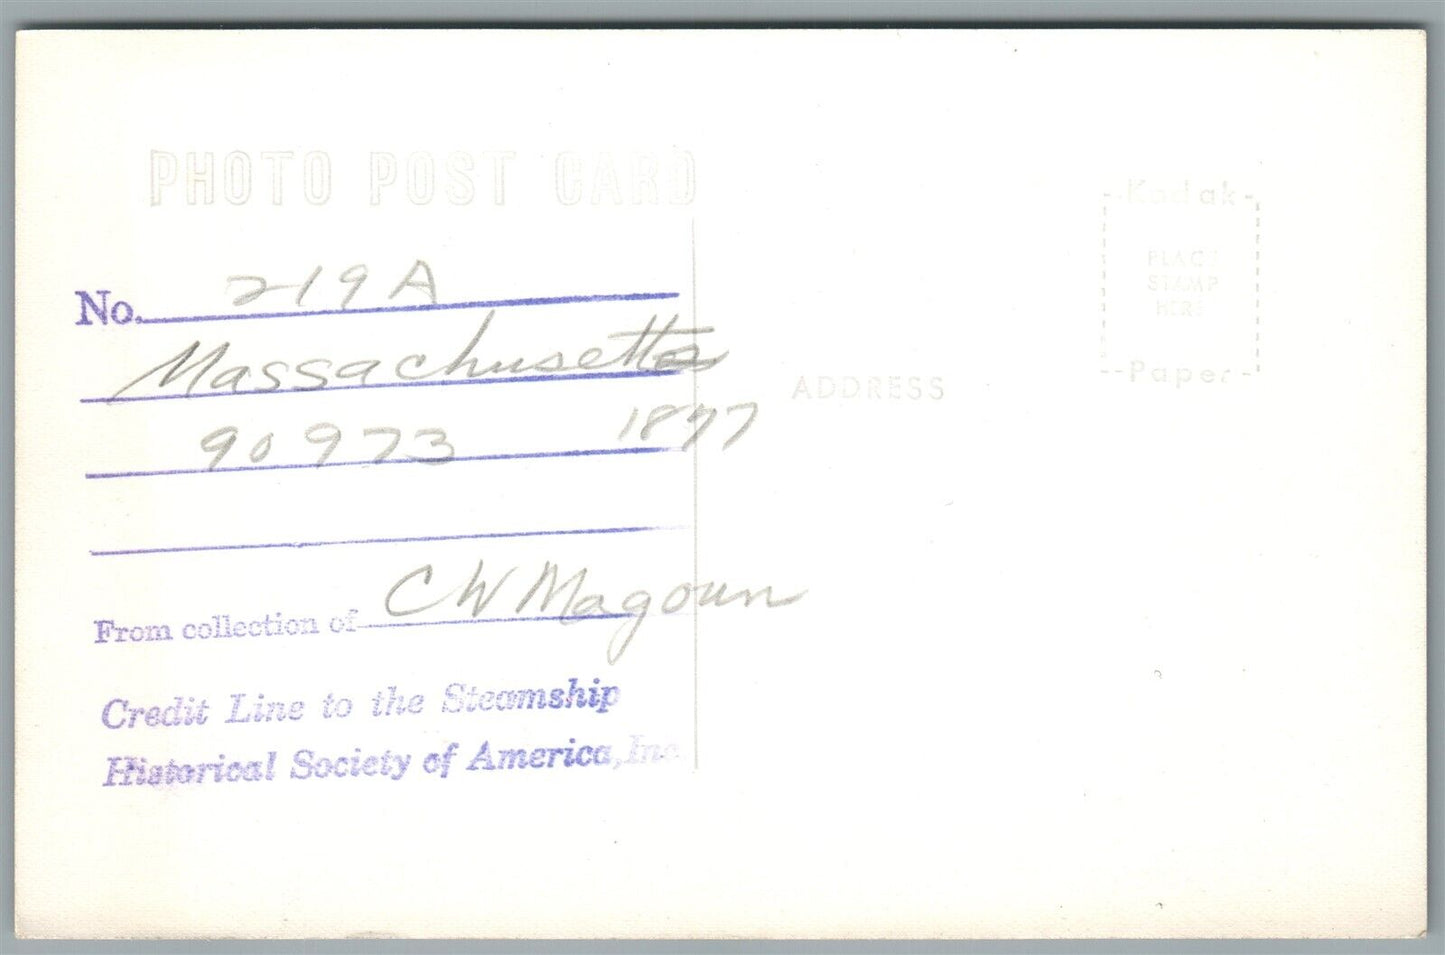 PHOTO POST CARD
No. 219A
Massachusetts
90973 1877
From collection of C W Magoun
Credit Line to the Steamship
Historical Society of America, Inc.
ADDRESS
Kodak
PLACE
STAMP
HERE
Paper